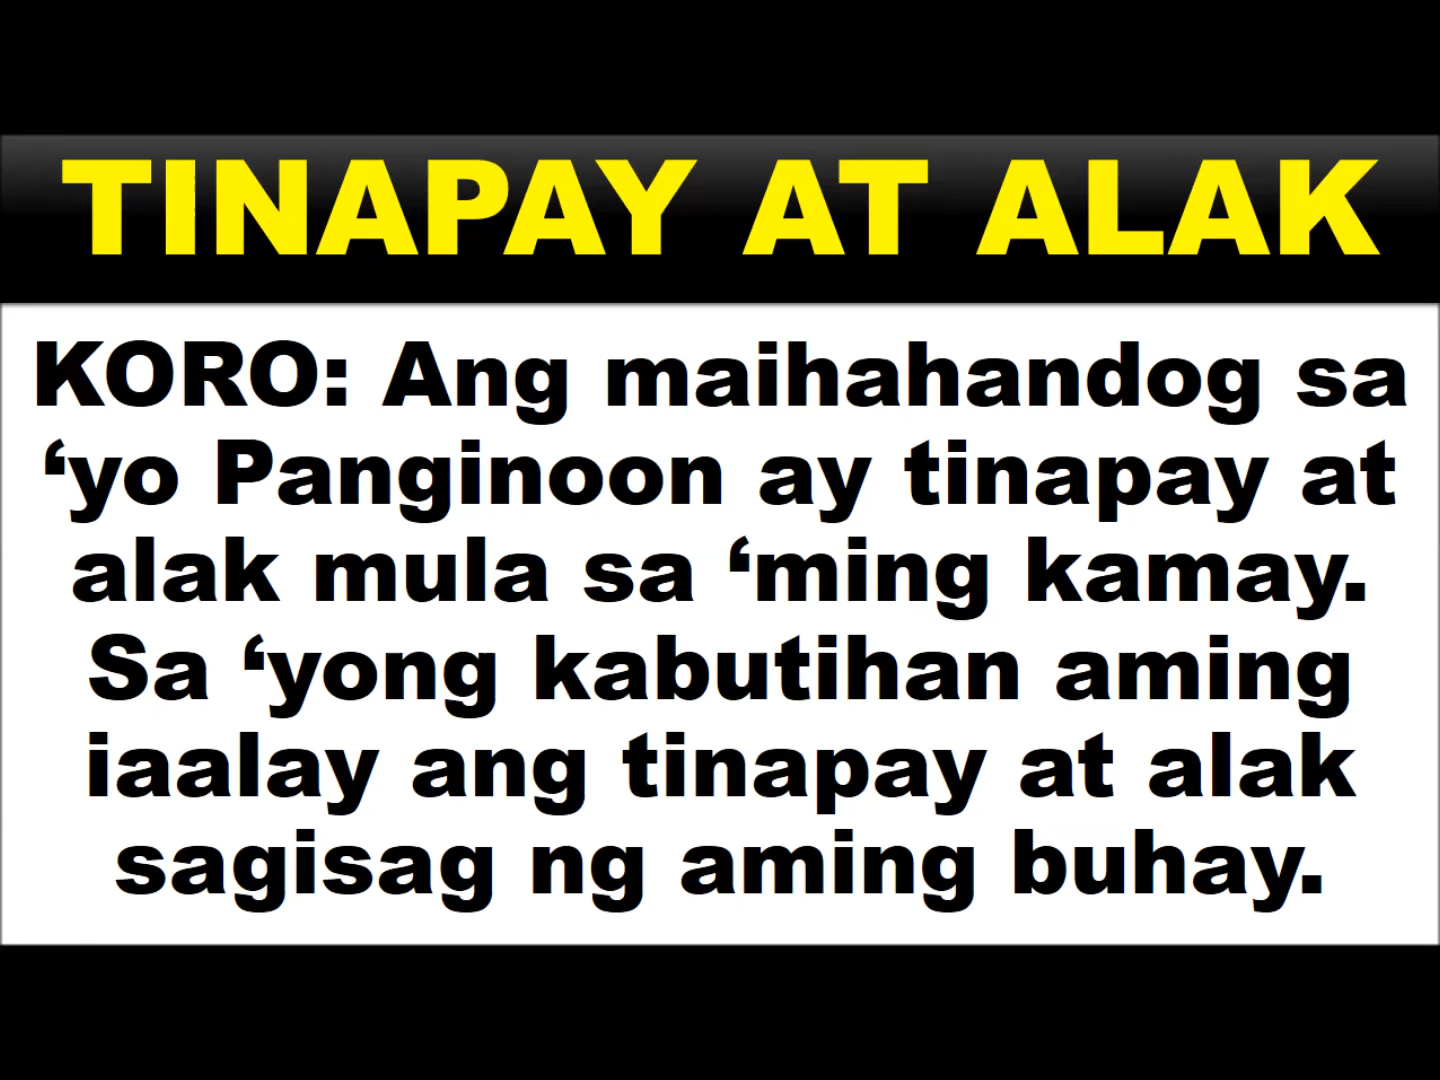 TINAPAY AT ALAK
KORO: Ang maihahandog sa
‘yo Panginoon ay tinapay at
alak mula sa ‘ming kamay.
Sa ‘yong kabutihan aming
iaalay ang tinapay at alak
sagisag ng aming buhay.